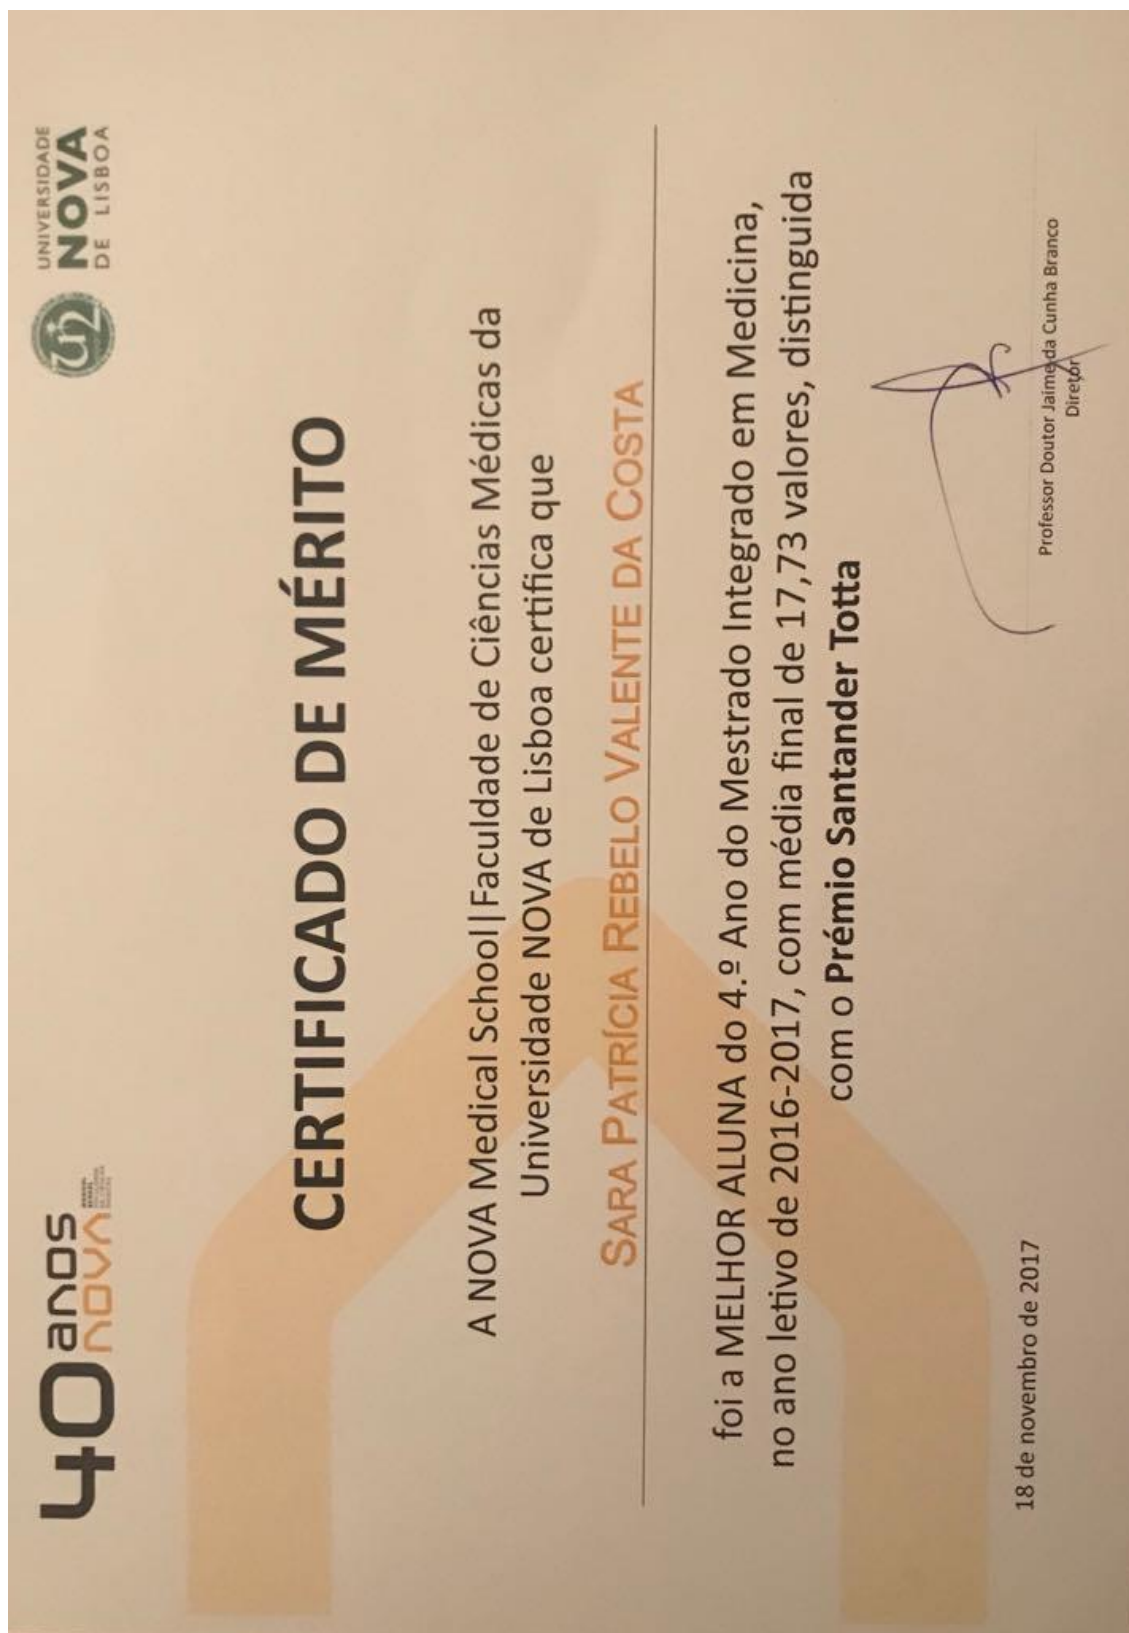 40 anos
NOVA
UNIVERSIDADE
NOVA
DE LISBOA
CERTIFICADO DE MÉRITO
A NOVA Medical School|Faculdade de Ciências Médicas da
Universidade NOVA de Lisboa certifica que
SARA PATRÍCIA REBELO VALENTE DA COSTA
foi a MELHOR ALUNA do 4.º Ano do Mestrado Integrado em Medicina,
no ano letivo de 2016-2017, com média final de 17,73 valores, distinguida
com o Prémio Santander Totta
18 de novembro de 2017
Professor Doutor Jaime da Cunha Branco
Diretor